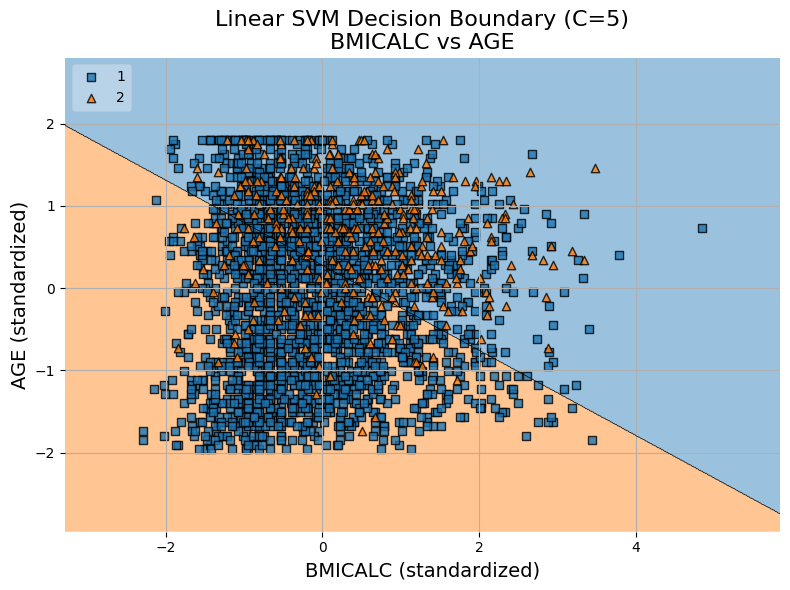 Linear SVM Decision Boundary (C=5)
BMICALC vs AGE
1
2
AGE (standardized)
2
1
0
−1
−2
−2
0
2
4
BMICALC (standardized)